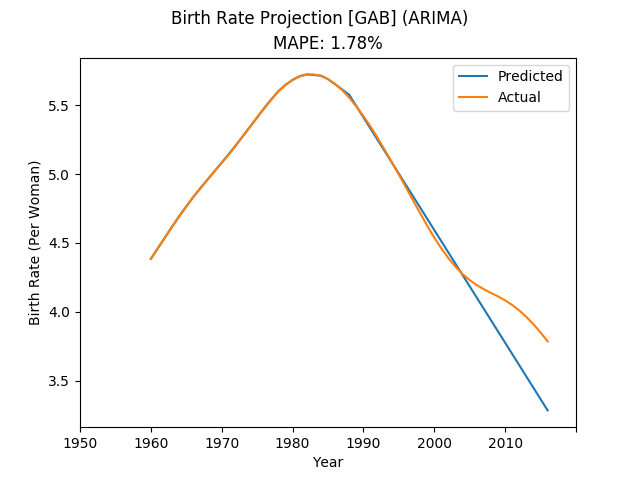 Birth Rate Projection [GAB] (ARIMA)
MAPE: 1.78%
Predicted
Actual
Birth Rate (Per Woman)
5.5
5.0
4.5
4.0
3.5
1950 1960 1970 1980 1990 2000 2010
Year